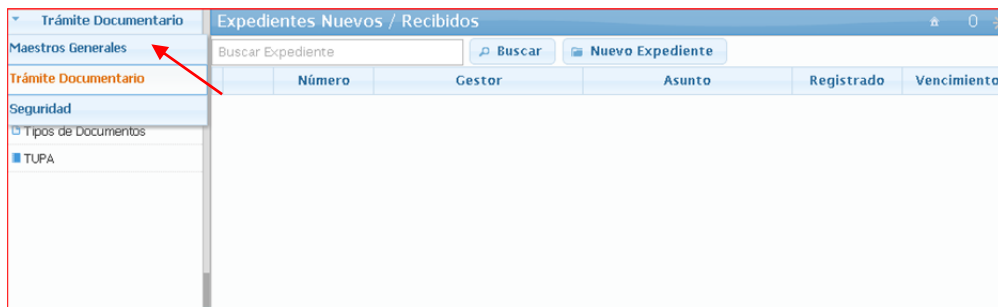 Trámite Documentario
Expedientes Nuevos / Recibidos
0
Maestros Generales
Buscar Expediente
Buscar
Nuevo Expediente
Trámite Documentario
Número
Gestor
Asunto
Registrado
Vencimiento
Seguridad
Tipos de Documentos
TUPA